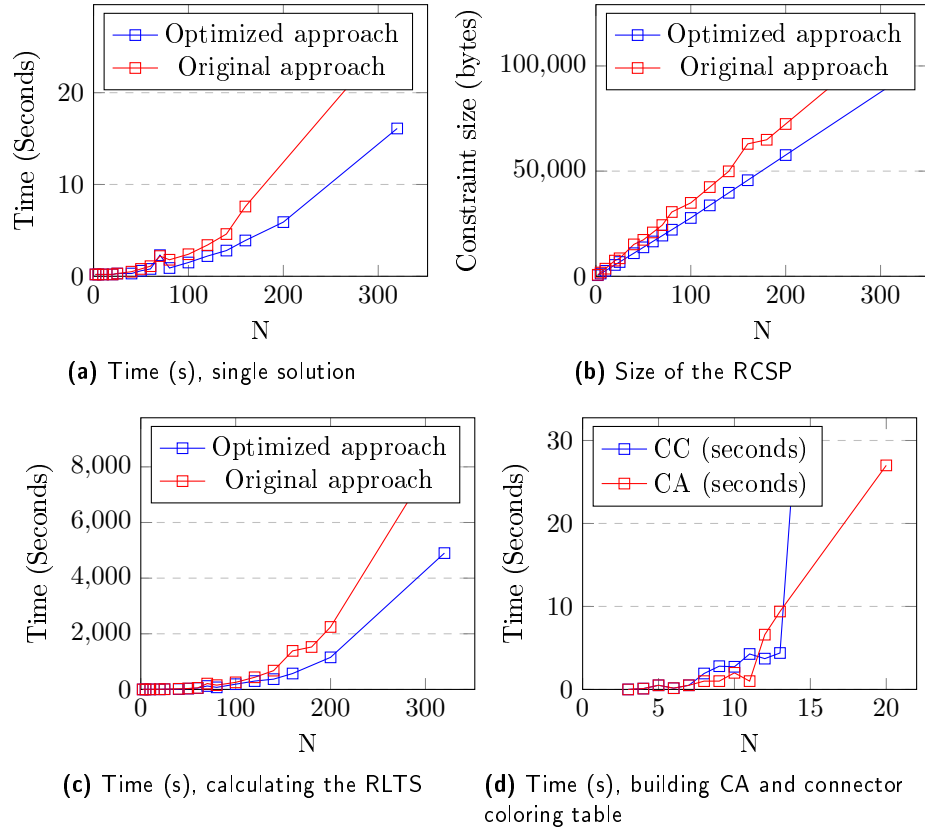 Optimized approach
Original approach
20
10
0
0
100
200
300
Time (Seconds)
N
(a) Time (s), single solution
Optimized approach
Original approach
100,000
50,000
0
0
100
200
300
Constraint size (bytes)
N
(b) Size of the RCSP
Optimized approach
Original approach
8,000
6,000
4,000
2,000
0
0
100
200
300
Time (Seconds)
N
(c) Time (s), calculating the RLTS
CC (seconds)
CA (seconds)
30
20
10
0
0
5
10
15
20
Time (Seconds)
N
(d) Time (s), building CA and connector
coloring table